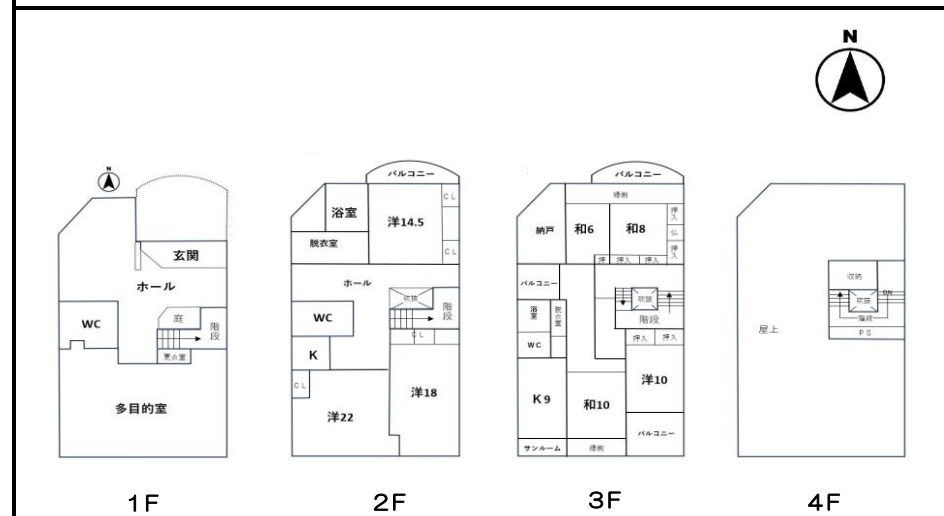 N
N
玄関
ホール
WC
庭
階段
更衣室
多目的室
1F
バルコニー
浴室
洋14.5
CL
脱衣室
CL
ホール
吹抜
階段
WC
CL
K
CL
洋18
洋22
2F
バルコニー
縁側
納戸
和6
和8
押入
仏
押入
押
押入
押入
バルコニー
吹抜
階段
浴室
脱衣室
WC
押入
押入
K9
和10
洋10
バルコニー
サンルーム
縁側
3F
収納
DN
吹抜
階段
PS
屋上
4F